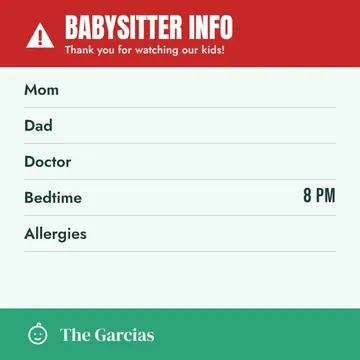 BABYSITTER INFO
Thank you for watching our kids!
Mom
Dad
Doctor
Bedtime 8 PM
Allergies
The Garcias